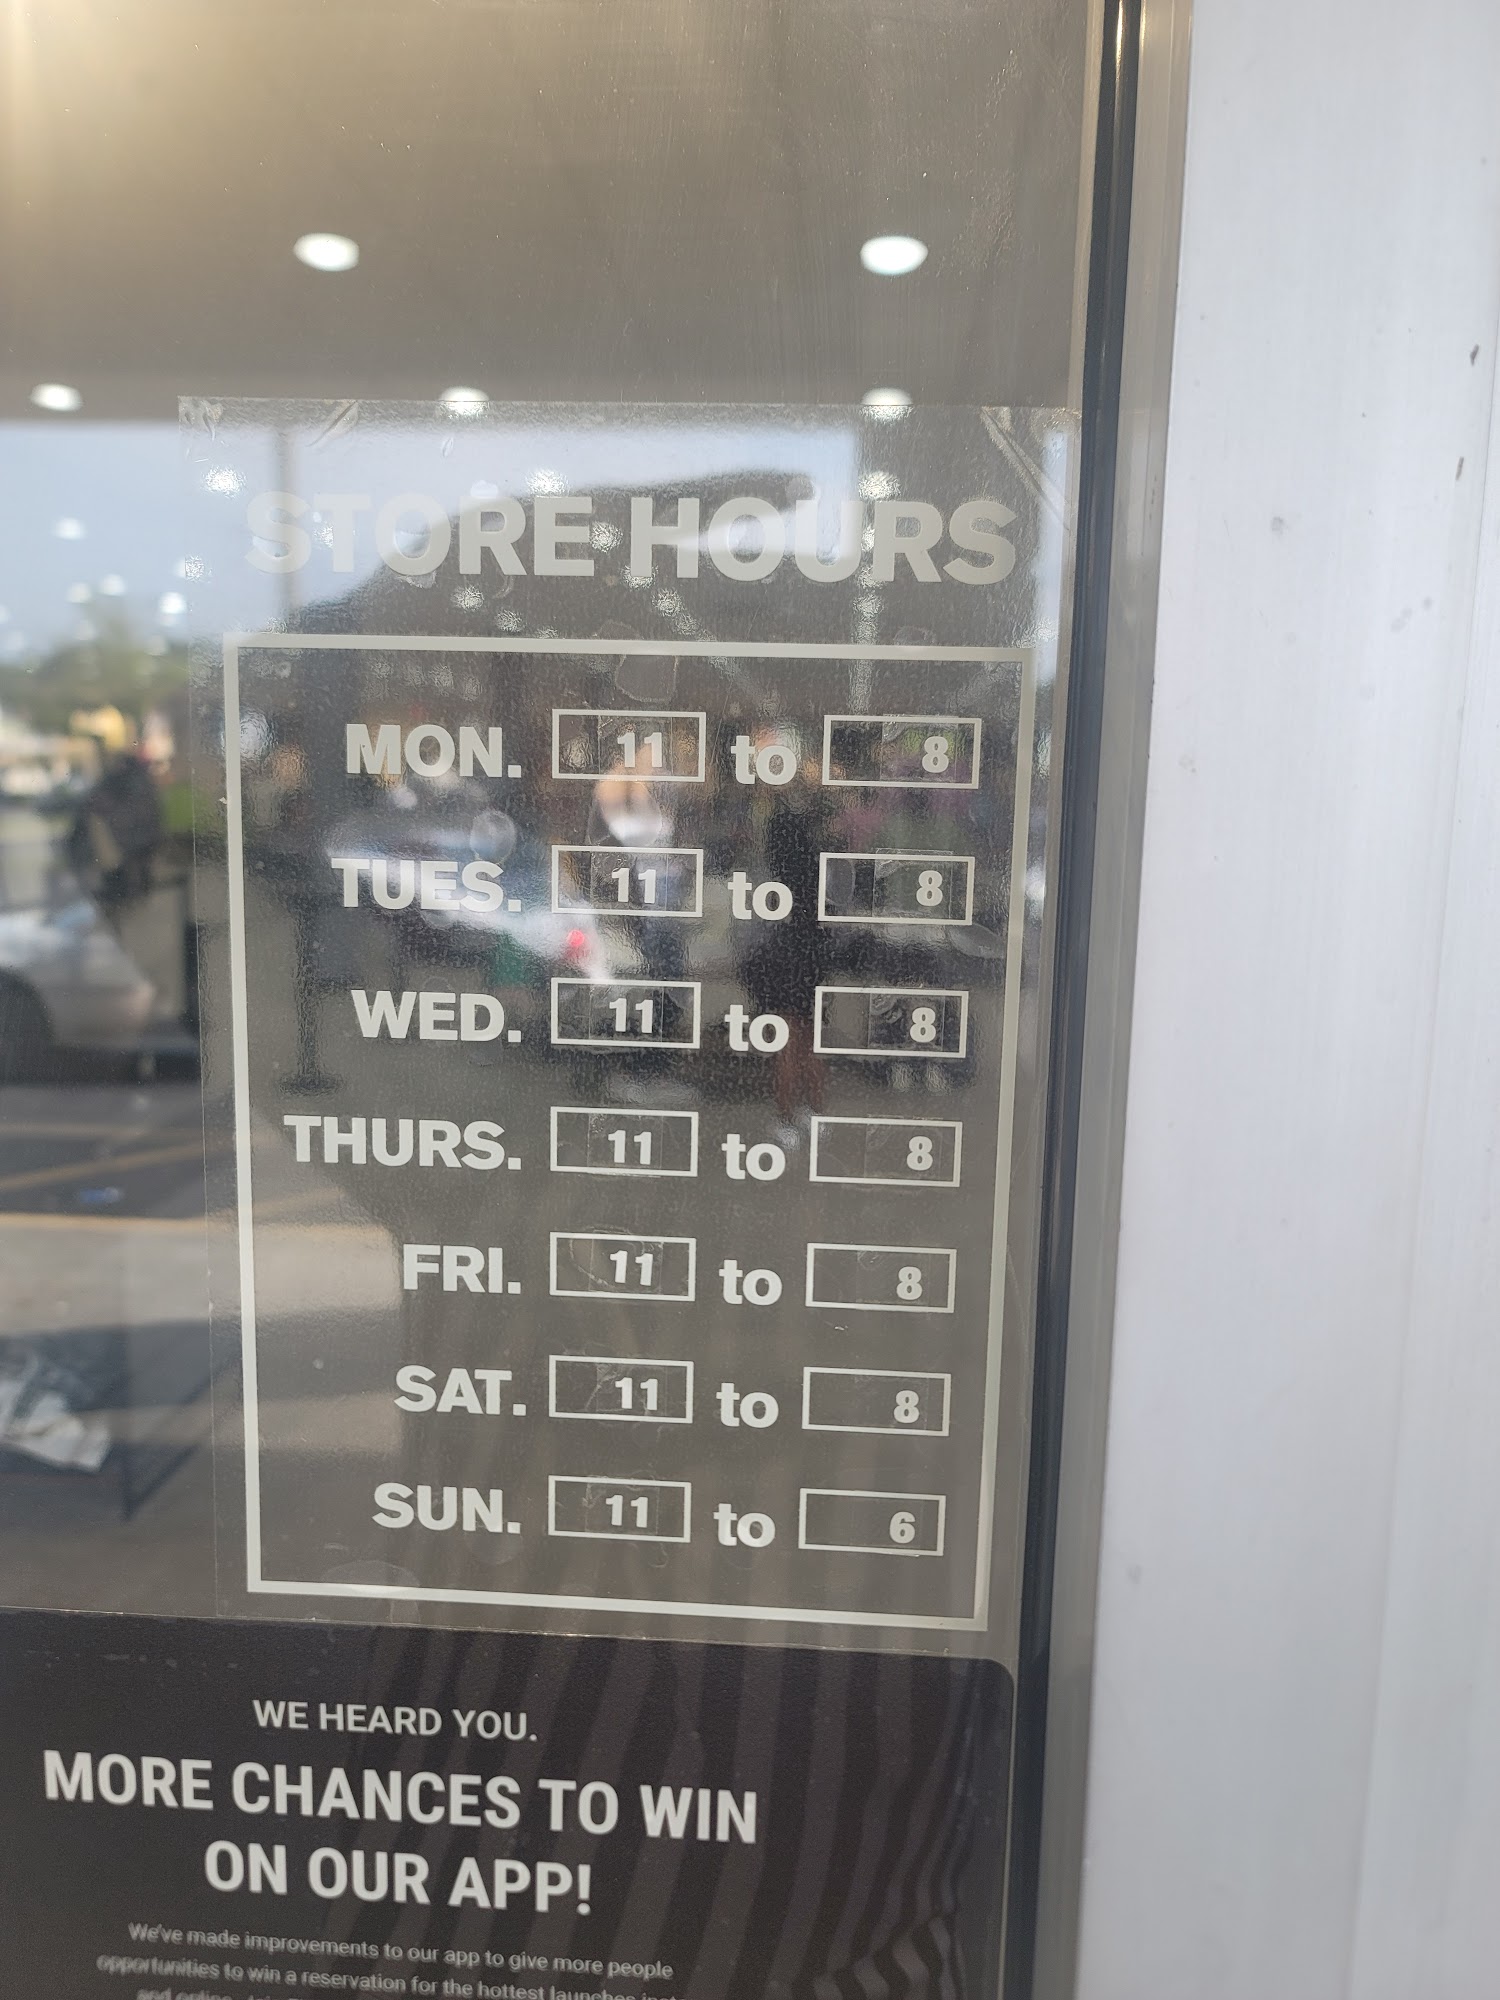 STORE HOURS
MON. 11 to 8
TUES. 11 to 8
WED. 11 to 8
THURS. 11 to 8
FRI. 11 to 8
SAT. 11 to 8
SUN. 11 to 6
WE HEARD YOU.
MORE CHANCES TO WIN
ON OUR APP!
We've made improvements to our app to give more people
opportunities to win a reservation for the hottest launches
and online.